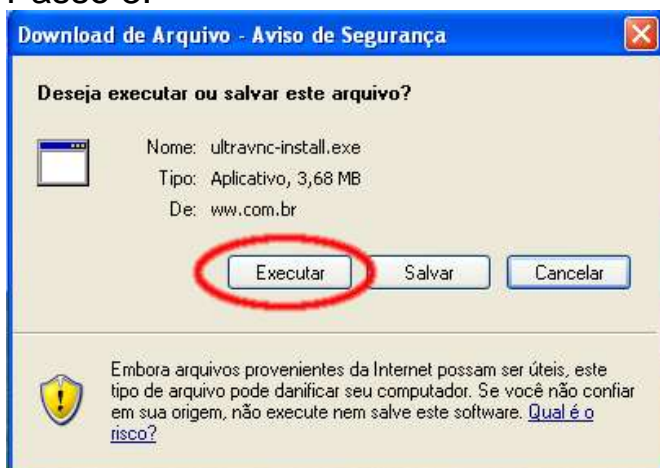 Download de Arquivo - Aviso de Segurança
Deseja executar ou salvar este arquivo?
Nome: ultravnc-install.exe
Tipo: Aplicativo, 3,68 MB
De: ww.com.br
Executar Salvar Cancelar
Embora arquivos provenientes da Internet possam ser úteis, este
tipo de arquivo pode danificar seu computador. Se você não confiar
em sua origem, não execute nem salve este software. Qual é o
risco?